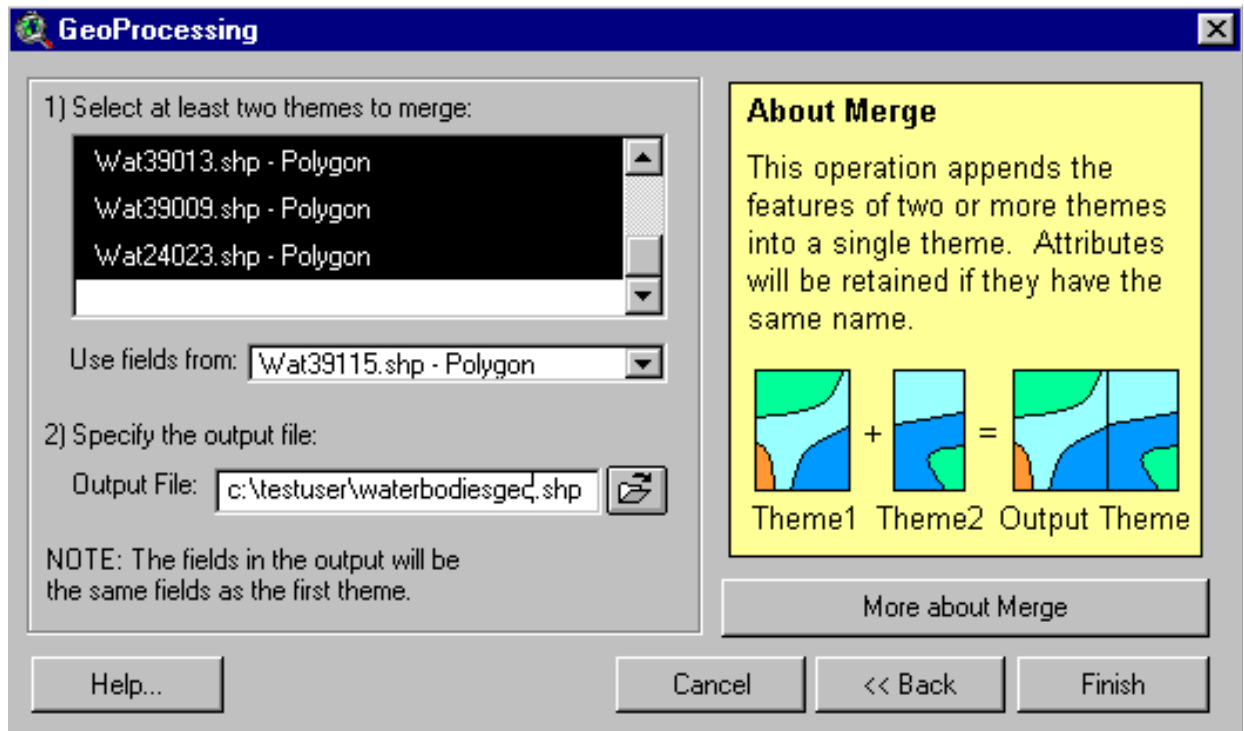 GeoProcessing
1) Select at least two themes to merge:
Wat39013.shp - Polygon
Wat39009.shp - Polygon
Wat24023.shp - Polygon
Use fields from: Wat39115.shp - Polygon
2) Specify the output file:
Output File: c:\testuser\waterbodiesgeo.shp
NOTE: The fields in the output will be
the same fields as the first theme.
About Merge
This operation appends the
features of two or more themes
into a single theme. Attributes
will be retained if they have the
same name.
+ =
Theme1 Theme2 Output Theme
More about Merge
Help... Cancel << Back Finish